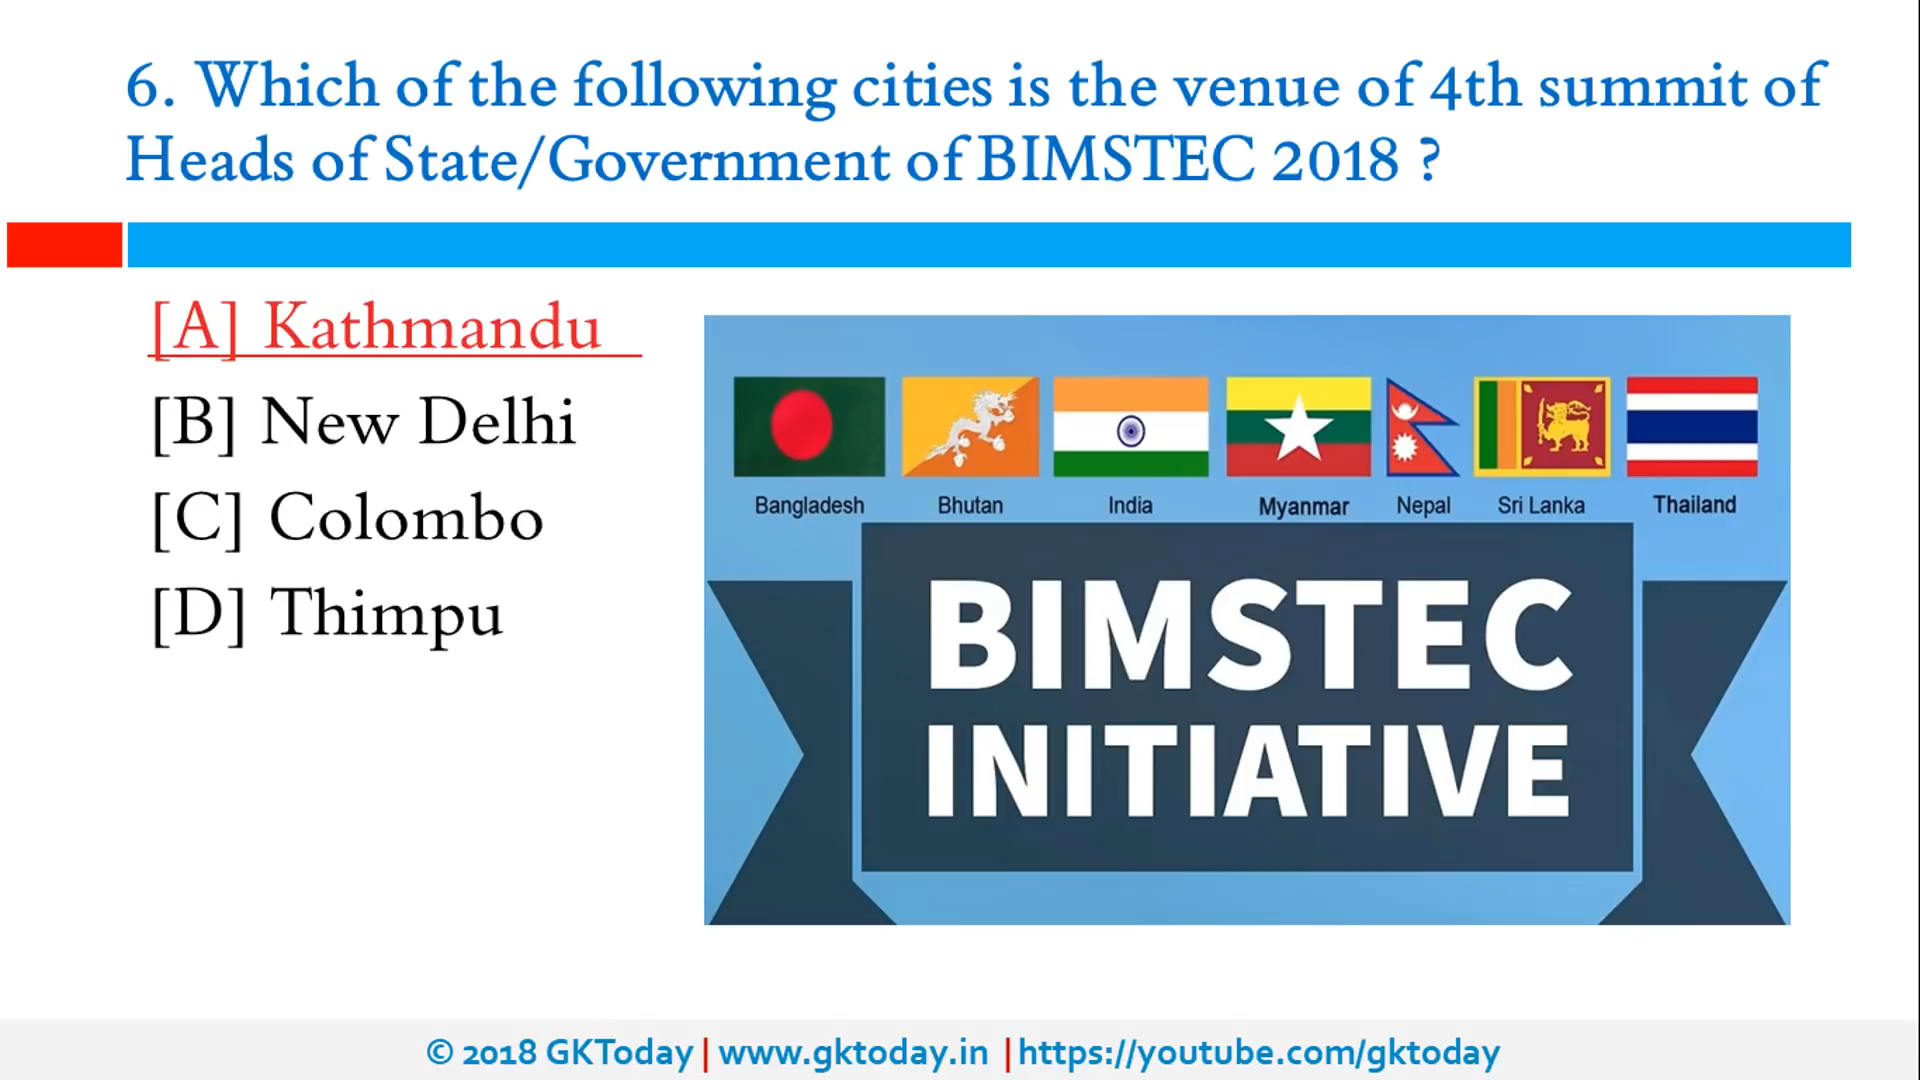 6. Which of the following cities is the venue of 4th summit of
Heads of State/Government of BIMSTEC 2018 ?
[A] Kathmandu
[B] New Delhi
[C] Colombo
[D] Thimpu
Bangladesh Bhutan India Myanmar Nepal Sri Lanka Thailand
BIMSTEC
INITIATIVE
© 2018 GKToday | www.gktoday.in | https://youtube.com/gktoday